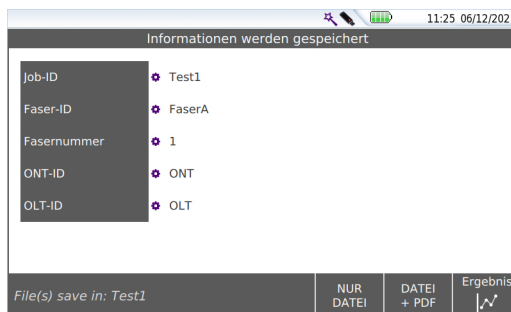 11:25 06/12/202
Informationen werden gespeichert
Job-ID Test1
Faser-ID FaserA
Fasernummer 1
ONT-ID ONT
OLT-ID OLT
File(s) save in: Test1
NUR
DATEI
DATEI
+ PDF
Ergebnis